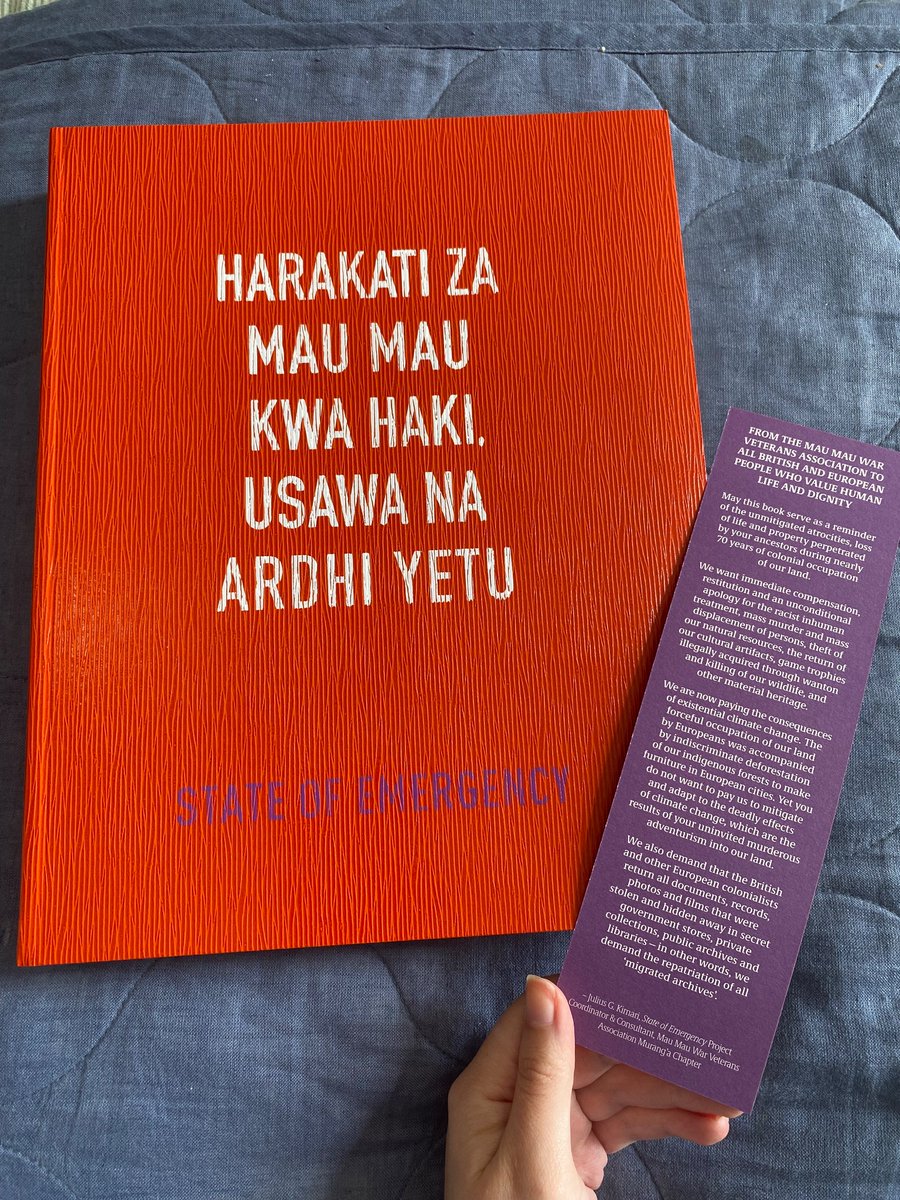 HARAKATI ZA
MAU MAU
KWA HAKI,
USAWA NA
ARDHI YETU
STATE OF EMERGENCY
FROM THE MAU MAU WAR
VETERANS ASSOCIATION TO
ALL BRITISH AND EUROPEAN
PEOPLE WHO VALUE HUMAN
LIFE AND DIGNITY
May this book serve as a reminder
of the unmitigated atrocities, loss
of life and property perpetrated
by your ancestors during nearly
70 years of colonial occupation
of our land.
We want immediate compensation,
restitution and an unconditional
apology for the racist inhuman
treatment, mass murder and mass
displacement of persons, theft of
our natural resources, the return of
our cultural artifacts, game trophies
illegally acquired through wanton
and killing of our wildlife, and
other material heritage.
We are now paying the consequences
of existential climate change. The
forceful occupation of our land
by Europeans was accompanied
by indiscriminate deforestation
of our indigenous forests to make
furniture in European cities. Yet you
do not want to pay us to mitigate
and adapt to the deadly effects
of climate change, which are the
results of your uninvited murderous
adventurism into our land.
We also demand that the British
and other European colonialists
return all documents, records,
photos and films that were
stolen and hidden away in secret
government stores, private
collections, public archives and
libraries – in other words, we
demand the repatriation of all
‘migrated archives’.
– Julius G. Kimari, State of Emergency Project
Coordinator & Consultant, Mau Mau War Veterans
Association Murang’a Chapter